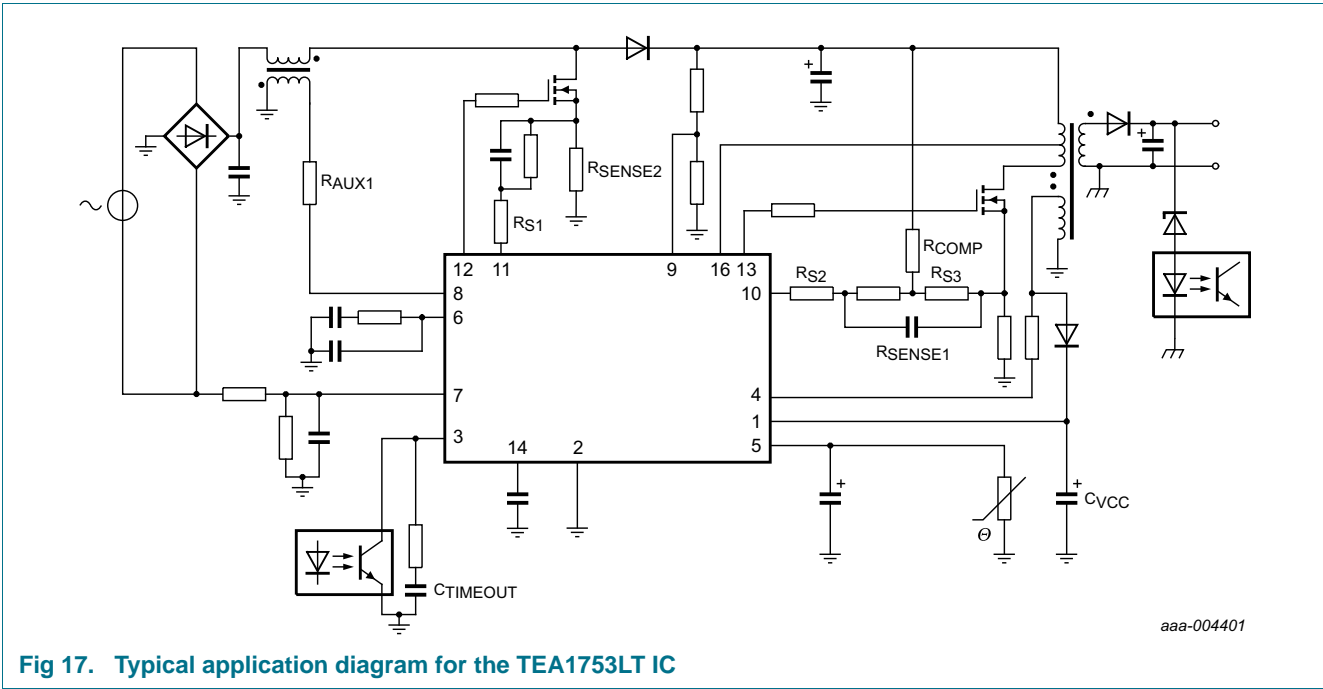 RAUX1
RSENSE2
RS1
12
11
9
16
13
RCOMP
8
10
RS2
RS3
6
RSENSE1
7
4
1
3
14
2
5
+
+
+
+
CVCC
Θ
CTIMEOUT
aaa-004401
Fig 17. Typical application diagram for the TEA1753LT IC